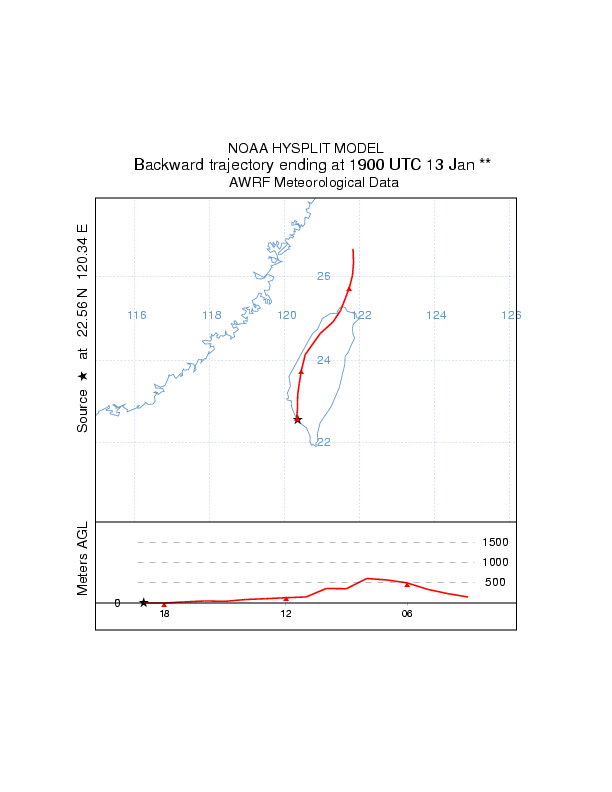 NOAA HYSPLIT MODEL
Backward trajectory ending at 1900 UTC 13 Jan **
AWRF Meteorological Data
Source ★ at 22.56 N 120.34 E
26
116 118 120 122 124 126
24
22
Meters AGL
1500
1000
500
0
18 12 06